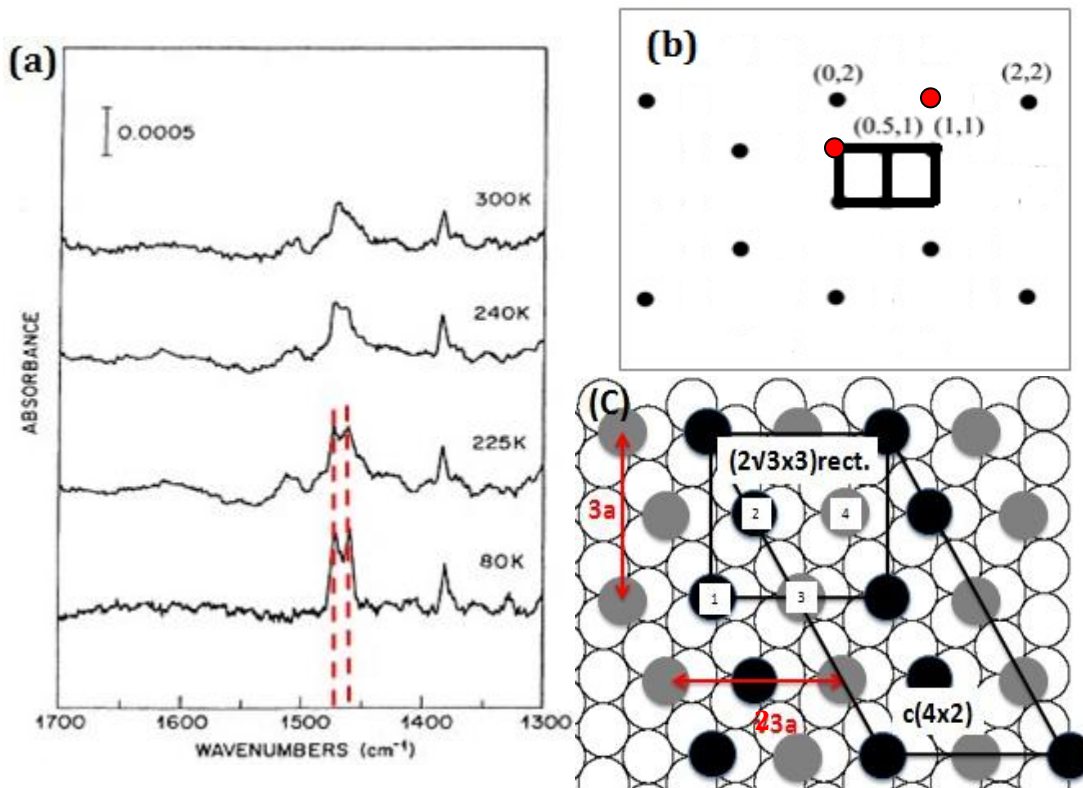 (a)
0.0005
300K
240K
225K
80K
ABSORBANCE
1700
1600
1500
1400
1300
WAVENUMBERS (cm⁻¹)
(b)
(0,2)
(2,2)
(0.5,1)
(1,1)
(C)
(2√3x3)rect.
3a
2
4
1
3
c(4x2)